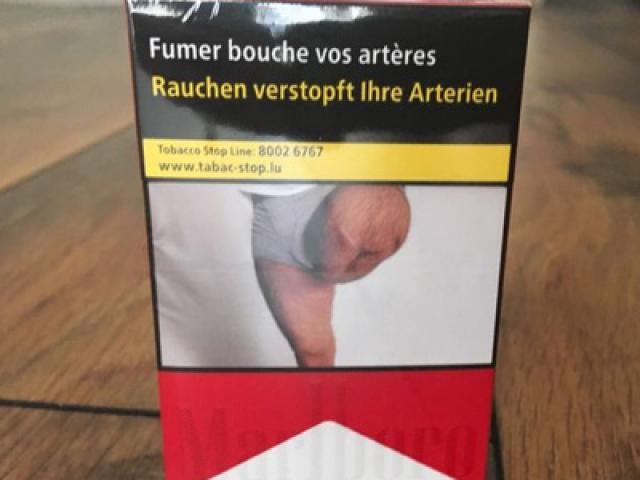 Fumer bouche vos artères
Rauchen verstopft Ihre Arterien
Tobacco Stop Line: 8002 6767
www.tabac-stop.lu
Marlboro